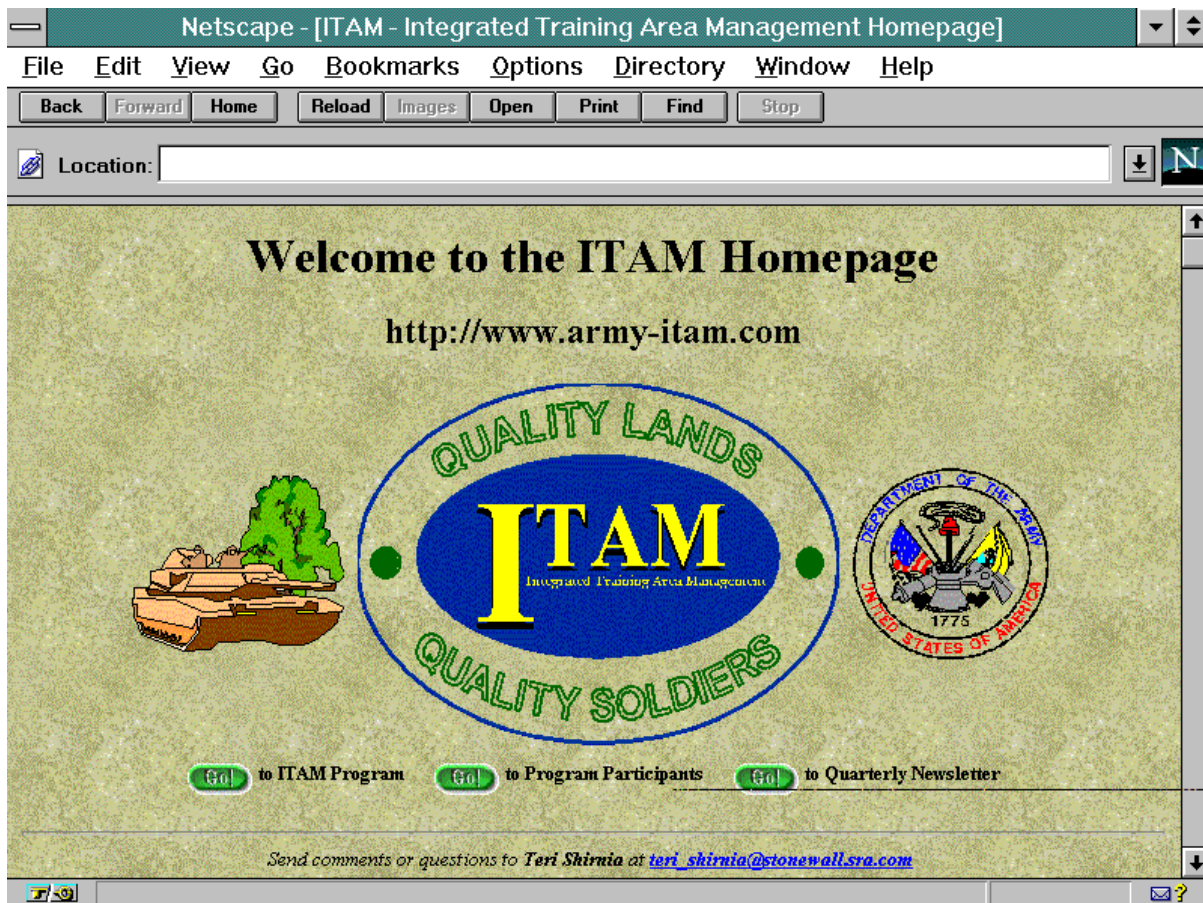 Netscape - [ITAM - Integrated Training Area Management Homepage]
File Edit View Go Bookmarks Options Directory Window Help
Back Forward Home Reload Images Open Print Find Stop
Location:
N
Welcome to the ITAM Homepage
http://www.army-itam.com
QUALITY LANDS
ITAM
Integrated Training Area Management
QUALITY SOLDIERS
DEPARTMENT OF THE ARMY
1775
UNITED STATES OF AMERICA
Go! to ITAM Program Go! to Program Participants Go! to Quarterly Newsletter
Send comments or questions to Teri Shirnia at teri_shirnia@stonewall.sra.com
?